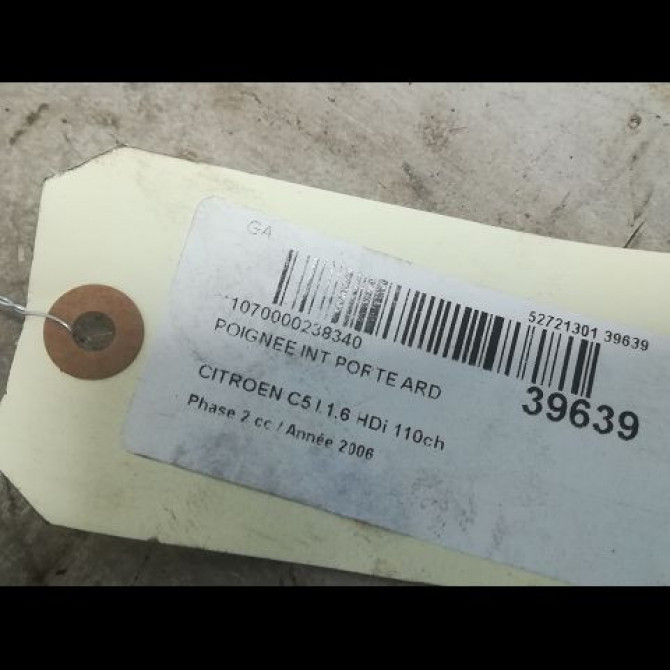 GA
52721301 39639
1070000238340
POIGNEE INT PORTE ARD
39639
CITROEN C5 I 1.6 HDi 110ch
Phase 2 cc / Année 2006